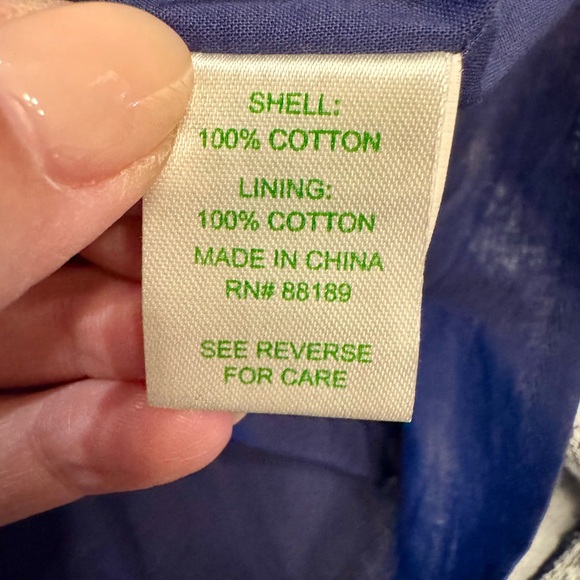 SHELL:
100% COTTON
LINING:
100% COTTON
MADE IN CHINA
RN# 88189
SEE REVERSE
FOR CARE